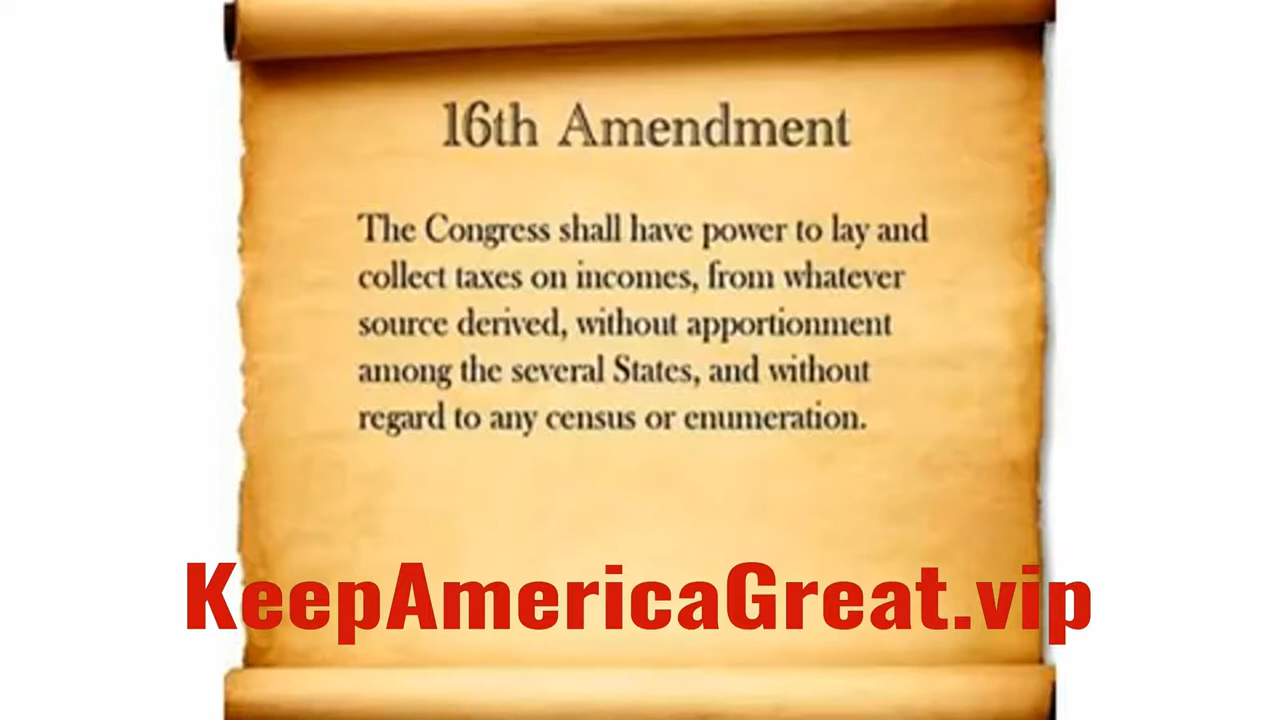 16th Amendment
The Congress shall have power to lay and
collect taxes on incomes, from whatever
source derived, without apportionment
among the several States, and without
regard to any census or enumeration.
KeepAmericaGreat.vip